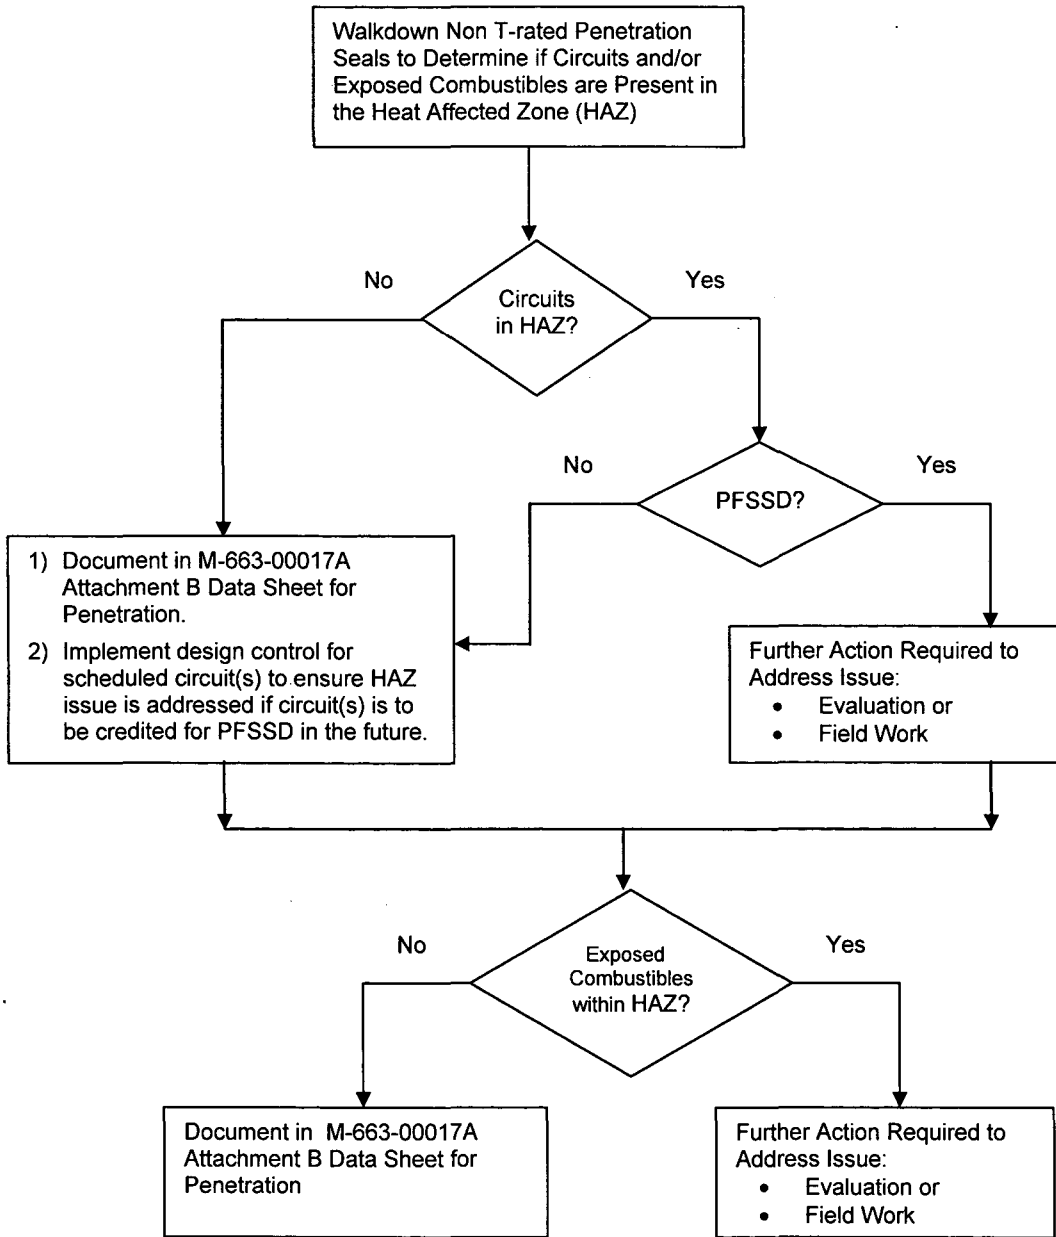 Walkdown Non T-rated Penetration
Seals to Determine if Circuits and/or
Exposed Combustibles are Present in
the Heat Affected Zone (HAZ)
No
Yes
Circuits
in HAZ?
No
Yes
PFSSD?
1) Document in M-663-00017A
Attachment B Data Sheet for
Penetration.
2) Implement design control for
scheduled circuit(s) to ensure HAZ
issue is addressed if circuit(s) is to
be credited for PFSSD in the future.
Further Action Required to
Address Issue:
• Evaluation or
• Field Work
No
Yes
Exposed
Combustibles
within HAZ?
Document in M-663-00017A
Attachment B Data Sheet for
Penetration
Further Action Required to
Address Issue:
• Evaluation or
• Field Work